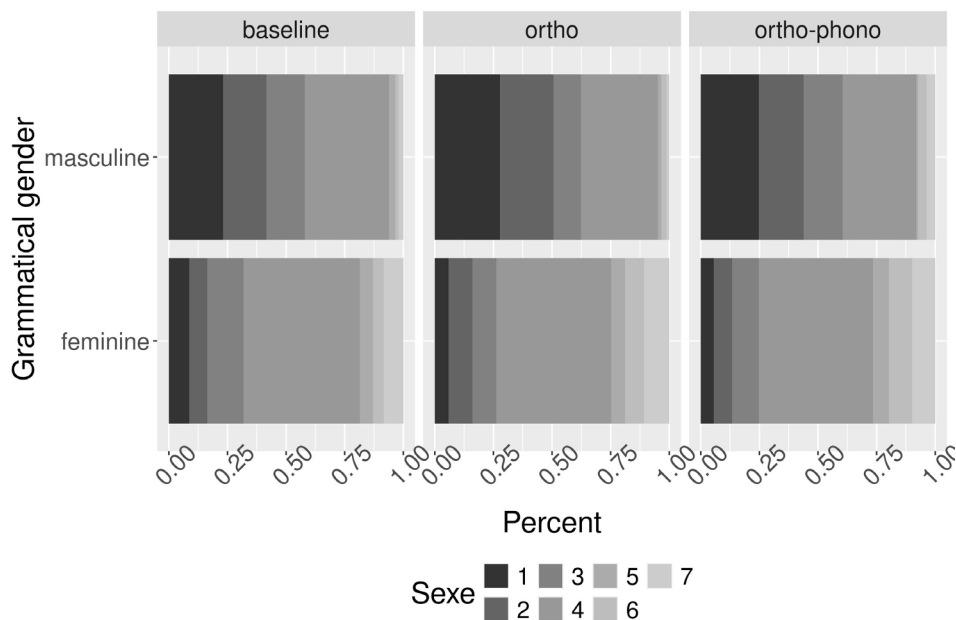 baseline ortho ortho-phono
Grammatical gender
masculine
feminine
0.00 0.25 0.50 0.75 1.00 0.00 0.25 0.50 0.75 1.00 0.00 0.25 0.50 0.75 1.00
Percent
Sexe 1 3 5 7
2 4 6